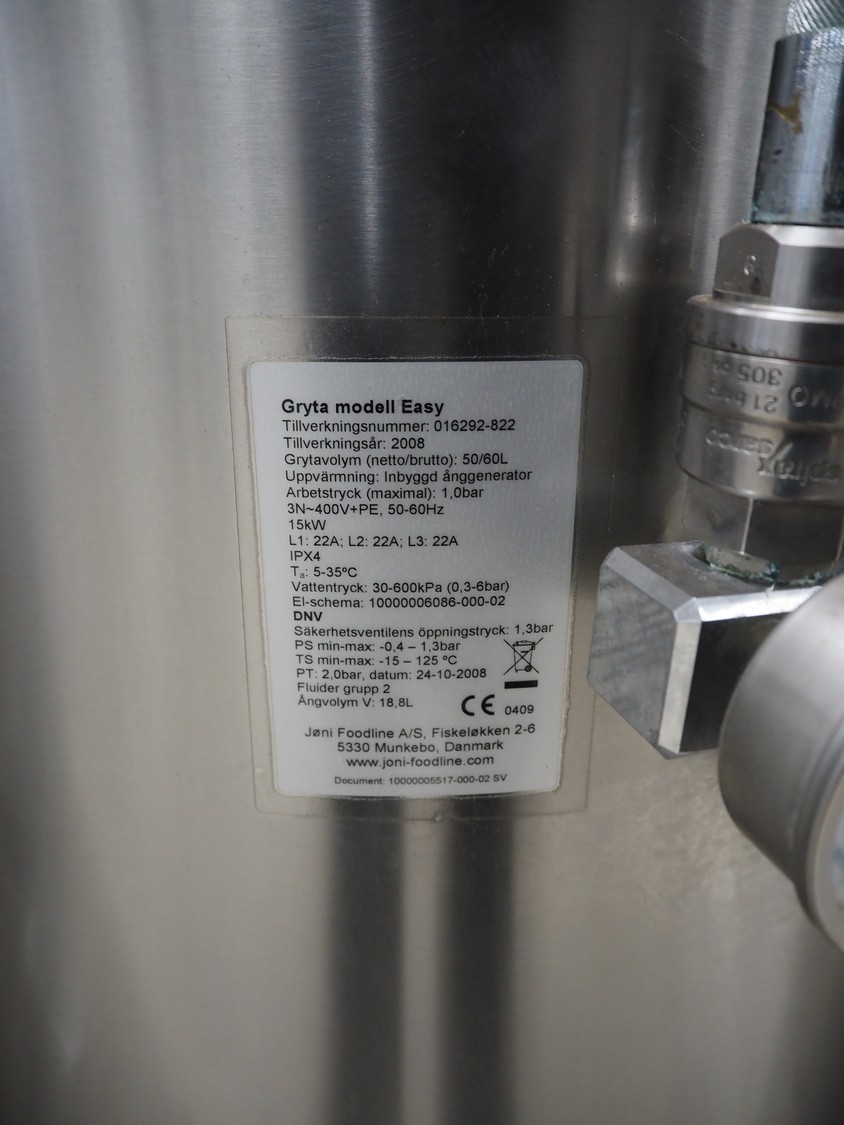 Gryta modell Easy
Tillverkningsnummer: 016292-822
Tillverkningsår: 2008
Grytavolym (netto/brutto): 50/60L
Uppvärmning: Inbyggd ånggenerator
Arbetstryck (maximal): 1,0bar
3N~400V+PE, 50-60Hz
15kW
L1: 22A; L2: 22A; L3: 22A
IPX4
Ta: 5-35ºC
Vattentryck: 30-600kPa (0,3-6bar)
El-schema: 10000006086-000-02
DNV
Säkerhetsventilens öppningstryck: 1,3bar
PS min-max: -0,4 – 1,3bar
TS min-max: -15 – 125 ºC
PT: 2,0bar, datum: 24-10-2008
Fluider grupp 2
Ångvolym V: 18,8L
CE 0409
Jøni Foodline A/S, Fiskeløkken 2-6
5330 Munkebo, Danmark
www.joni-foodline.com
Document: 10000005517-000-02 SV
spirax
sarco
21
305